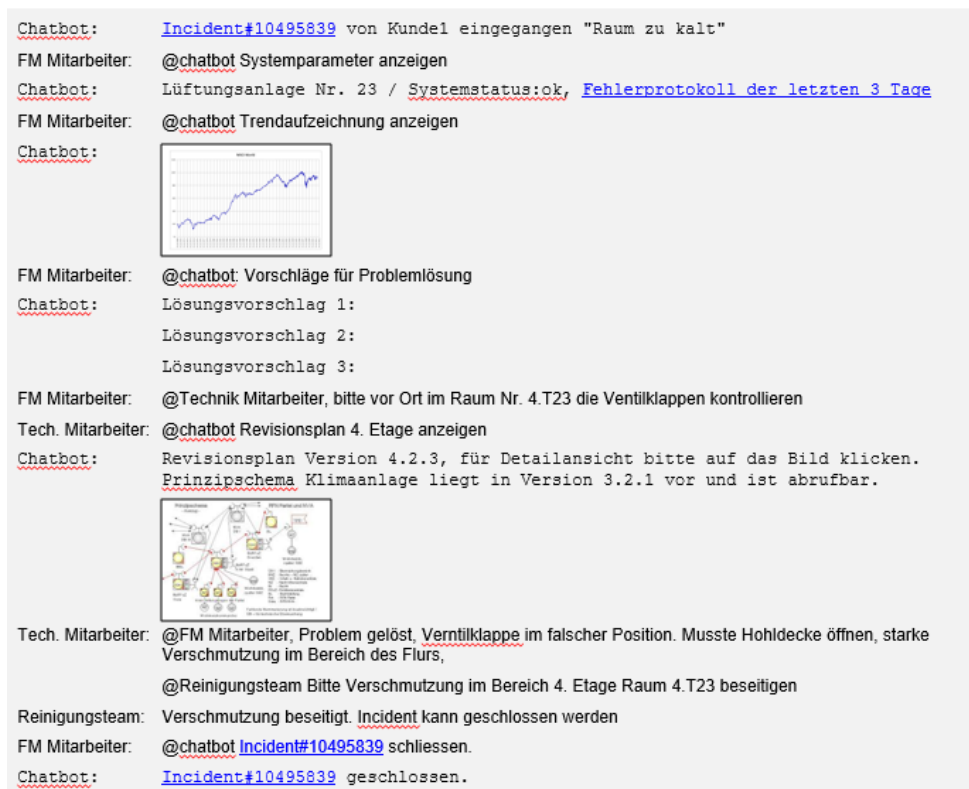 Chatbot: Incident#10495839 von Kunde1 eingegangen "Raum zu kalt"
FM Mitarbeiter: @chatbot Systemparameter anzeigen
Chatbot: Lüftungsanlage Nr. 23 / Systemstatus:ok, Fehlerprotokoll der letzten 3 Tage
FM Mitarbeiter: @chatbot Trendaufzeichnung anzeigen
Chatbot:
FM Mitarbeiter: @chatbot: Vorschläge für Problemlösung
Chatbot: Lösungsvorschlag 1:
Lösungsvorschlag 2:
Lösungsvorschlag 3:
FM Mitarbeiter: @Technik Mitarbeiter, bitte vor Ort im Raum Nr. 4.T23 die Ventilklappen kontrollieren
Tech. Mitarbeiter: @chatbot Revisionsplan 4. Etage anzeigen
Chatbot: Revisionsplan Version 4.2.3, für Detailansicht bitte auf das Bild klicken.
Prinzipschema Klimaanlage liegt in Version 3.2.1 vor und ist abrufbar.
Tech. Mitarbeiter: @FM Mitarbeiter, Problem gelöst, Verntilklappe im falscher Position. Musste Hohldecke öffnen, starke
Verschmutzung im Bereich des Flurs,
@Reinigungsteam Bitte Verschmutzung im Bereich 4. Etage Raum 4.T23 beseitigen
Reinigungsteam: Verschmutzung beseitigt. Incident kann geschlossen werden
FM Mitarbeiter: @chatbot Incident#10495839 schliessen.
Chatbot: Incident#10495839 geschlossen.